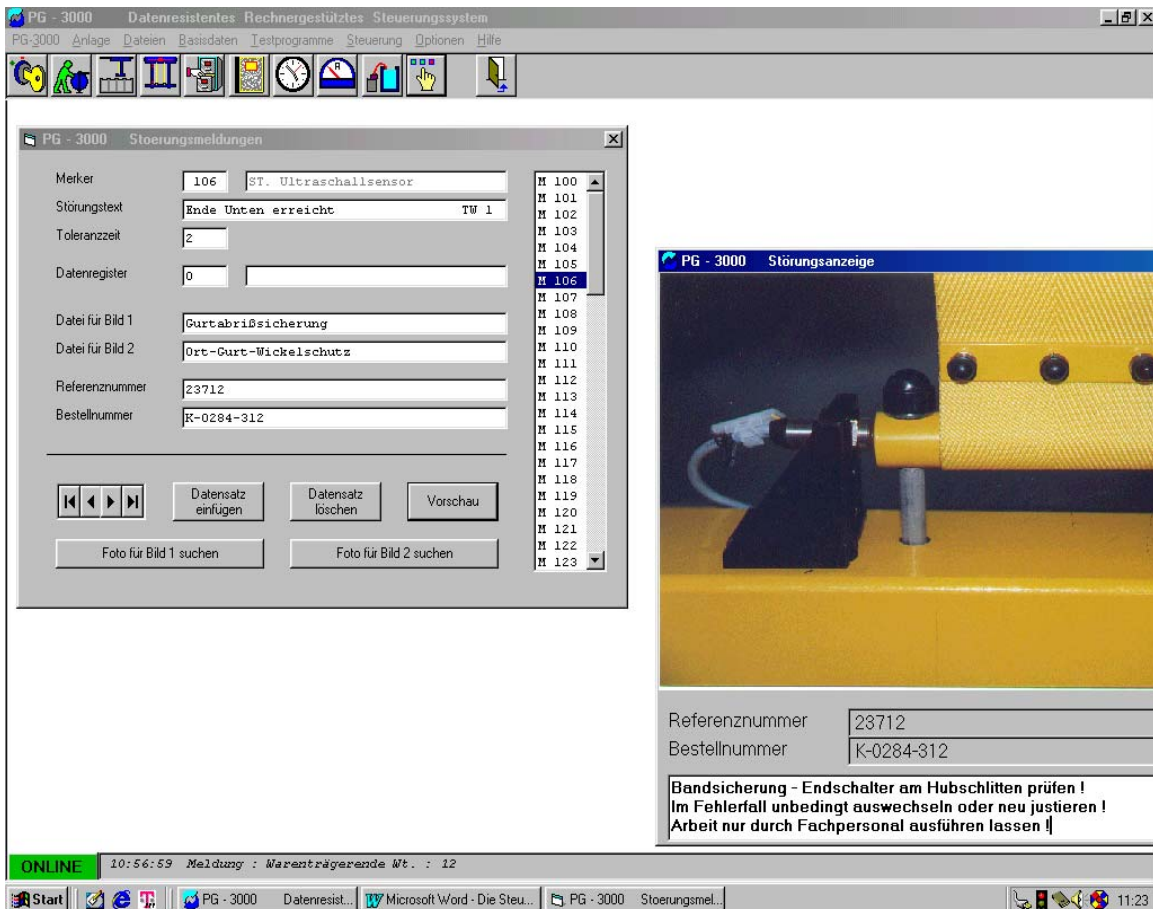 PG - 3000 Datenresistentes Rechnergestütztes Steuerungssystem
PG-3000 Anlage Dateien Basisdaten Testprogramme Steuerung Optionen Hilfe
PG - 3000 Stoerungsmeldungen
Merker 106 ST. Ultraschallsensor
Störungstext Ende Unten erreicht TW 1
Toleranzzeit 2
Datenregister 0
Datei für Bild 1 Gurtabrißsicherung
Datei für Bild 2 Ort-Gurt-Wickelschutz
Referenznummer 23712
Bestellnummer K-0284-312
Datensatz einfügen
Datensatz löschen
Vorschau
Foto für Bild 1 suchen
Foto für Bild 2 suchen
M 100
M 101
M 102
M 103
M 104
M 105
M 106
M 107
M 108
M 109
M 110
M 111
M 112
M 113
M 114
M 115
M 116
M 117
M 118
M 119
M 120
M 121
M 122
M 123
PG - 3000 Störungsanzeige
Referenznummer 23712
Bestellnummer K-0284-312
Bandsicherung - Endschalter am Hubschlitten prüfen !
Im Fehlerfall unbedingt auswechseln oder neu justieren !
Arbeit nur durch Fachpersonal ausführen lassen !
ONLINE 10:56:59 Meldung : Warenträgerende Wt. : 12
Start PG - 3000 Datenresist... Microsoft Word - Die Steu... PG - 3000 Stoerungsmel... 11:23